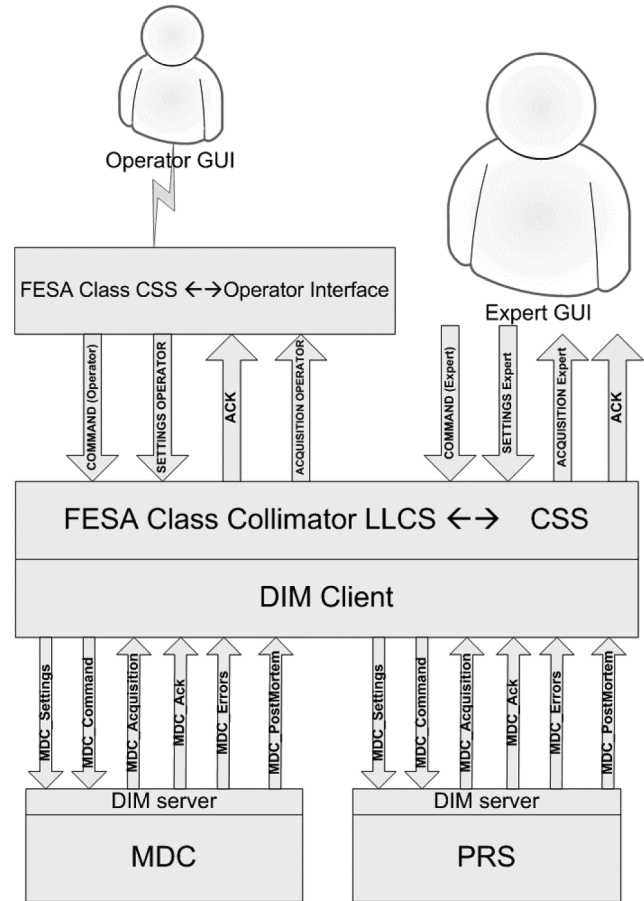 Operator GUI
Expert GUI
FESA Class CSS ←→Operator Interface
COMMAND (Operator)
SETTINGS OPERATOR
ACK
ACQUISITION OPERATOR
COMMAND (Expert)
SETTINGS Expert
ACQUISITION Expert
ACK
FESA Class Collimator LLCS ←→ CSS
DIM Client
MDC_Settings
MDC_Command
MDC_Acquisition
MDC_Ack
MDC_Errors
MDC_PostMortem
MDC_Settings
MDC_Command
MDC_Acquisition
MDC_Ack
MDC_Errors
MDC_PostMortem
DIM server
MDC
DIM server
PRS